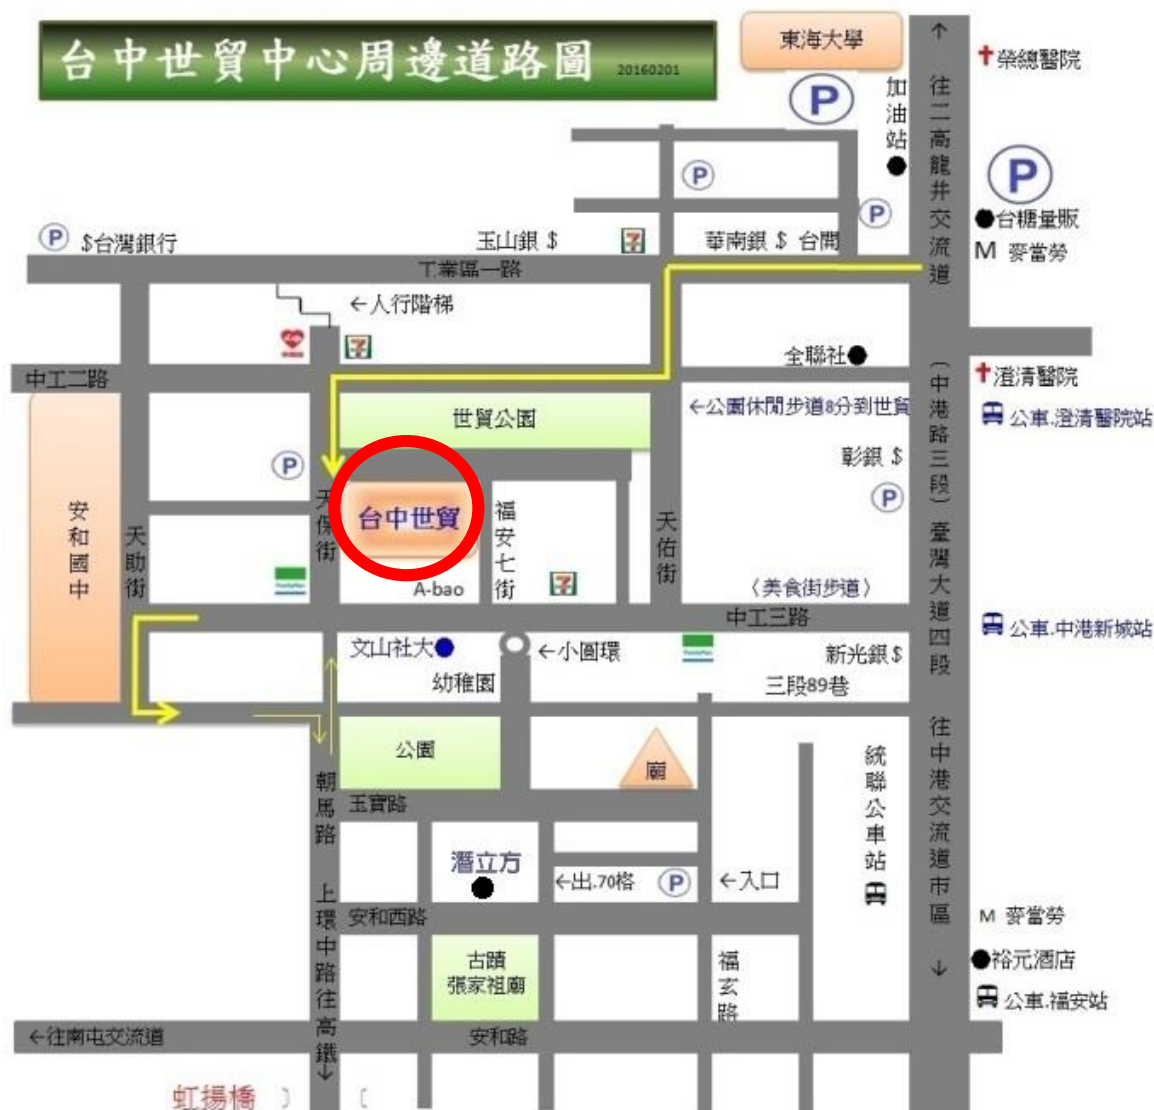 台中世貿中心周邊道路圖 20160201
東海大學
P
加油站
↑ 往二高龍井交流道
榮總醫院
P
台糖量販
M 麥當勞
P
P
P $台灣銀行
玉山銀 $
7
華南銀 $ 台開
工業區一路
←人行階梯
7
全聯社
中工二路
澄清醫院
公車.澄清醫院站
世貿公園
←公園休閒步道8分到世貿
(中港路三段)臺灣大道四段
彰銀 $
P
P
安和國中
天助街
天保街
台中世貿
福安七街
天佑街
A-bao
7
FamilyMart
〈美食街步道〉
中工三路
公車.中港新城站
文山社大
←小圓環
FamilyMart
新光銀$
幼稚園
三段89巷
公園
廟
統聯公車站
往中港交流道市區 ↓
朝馬路 上環中路往高鐵↓
玉寶路
潛立方
←出.70格 P
←入口
安和西路
M 麥當勞
裕元酒店
公車.福安站
古蹟
張家祖廟
福玄路
←往南屯交流道
安和路
虹揚橋